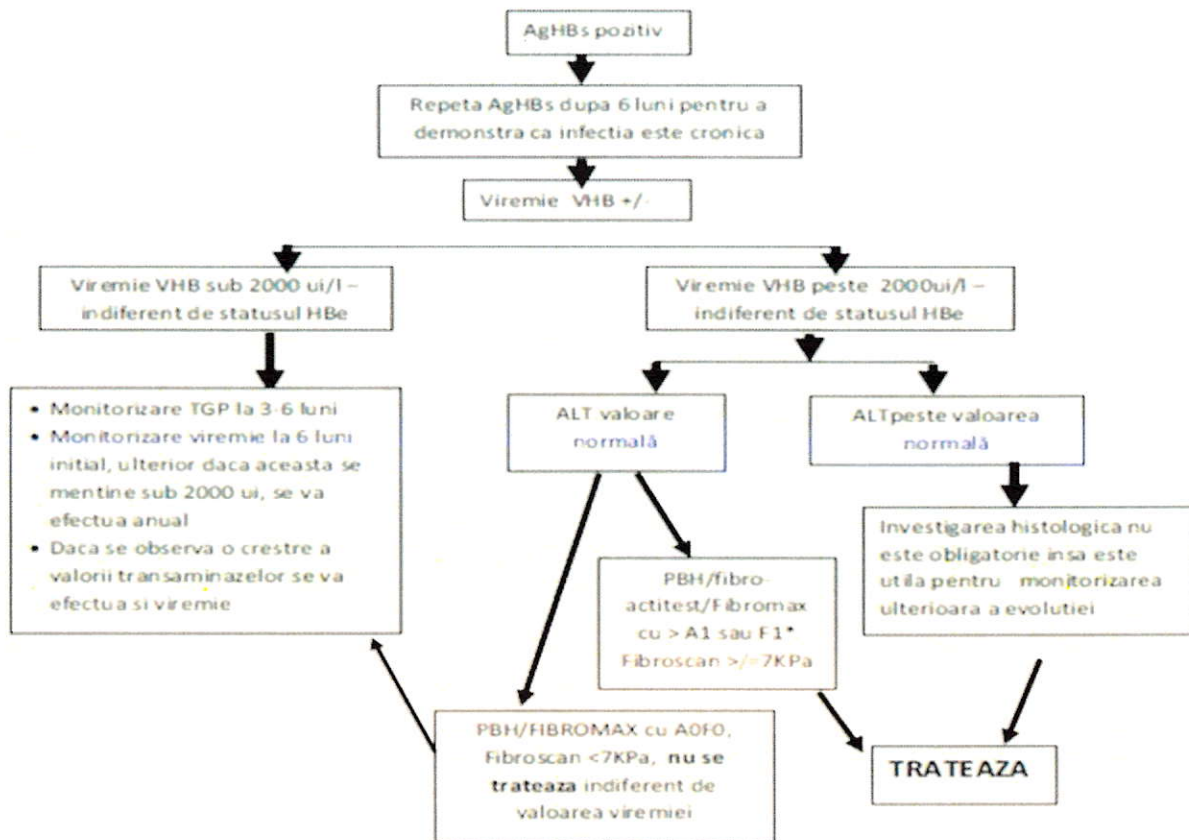 AgHBs pozitiv
Repeta AgHBs dupa 6 luni pentru a
demonstra ca infectia este cronica
Viremie VHB +/-
Viremie VHB sub 2000 ui/l –
indiferent de statusul HBe
Viremie VHB peste 2000ui/l –
indiferent de statusul HBe
• Monitorizare TGP la 3-6 luni
• Monitorizare viremie la 6 luni
initial, ulterior daca aceasta se
mentine sub 2000 ui, se va
efectua anual
• Daca se observa o crestre a
valorii transaminazelor se va
efectua si viremie
ALT valoare
normală
ALTpeste valoarea
normală
PBH/fibro-
actitest/Fibromax
cu > A1 sau F1*
Fibroscan >/=7KPa
Investigarea histologica nu
este obligatorie insa este
utila pentru monitorizarea
ulterioara a evolutiei
PBH/FIBROMAX cu A0F0,
Fibroscan <7KPa, nu se
trateaza indiferent de
valoarea viremiei
TRATEAZA